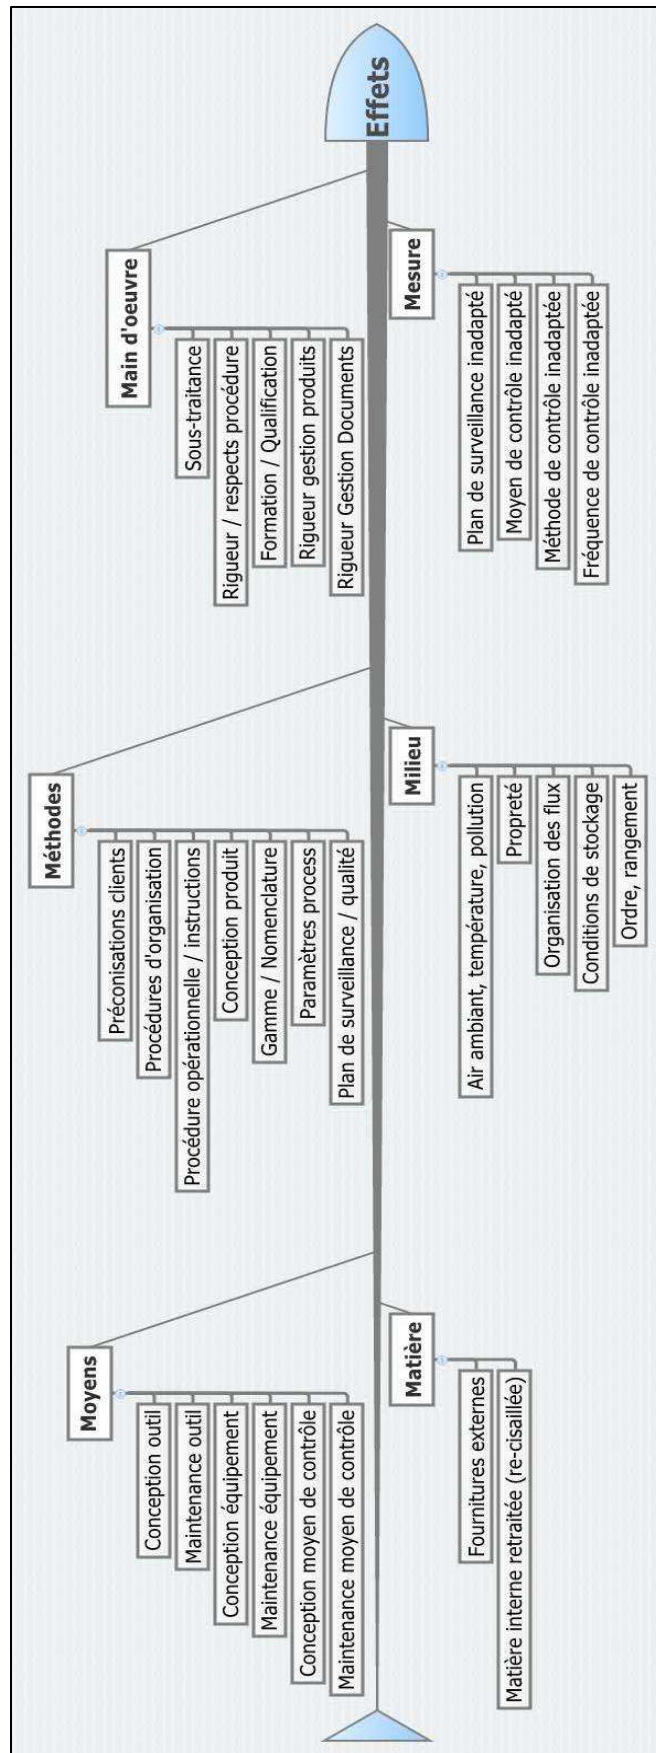 Moyens
Conception outil
Maintenance outil
Conception équipement
Maintenance équipement
Conception moyen de contrôle
Maintenance moyen de contrôle
Méthodes
Préconisations clients
Procédures d'organisation
Procédure opérationnelle / instructions
Conception produit
Gamme / Nomenclature
Paramètres process
Plan de surveillance / qualité
Main d'oeuvre
Sous-traitance
Rigueur / respects procédure
Formation / Qualification
Rigueur gestion produits
Rigueur Gestion Documents
Effets
Matière
Fournitures externes
Matière interne retraitée (re-cisaillée)
Milieu
Air ambiant, température, pollution
Propreté
Organisation des flux
Conditions de stockage
Ordre, rangement
Mesure
Plan de surveillance inadapté
Moyen de contrôle inadapté
Méthode de contrôle inadaptée
Fréquence de contrôle inadaptée